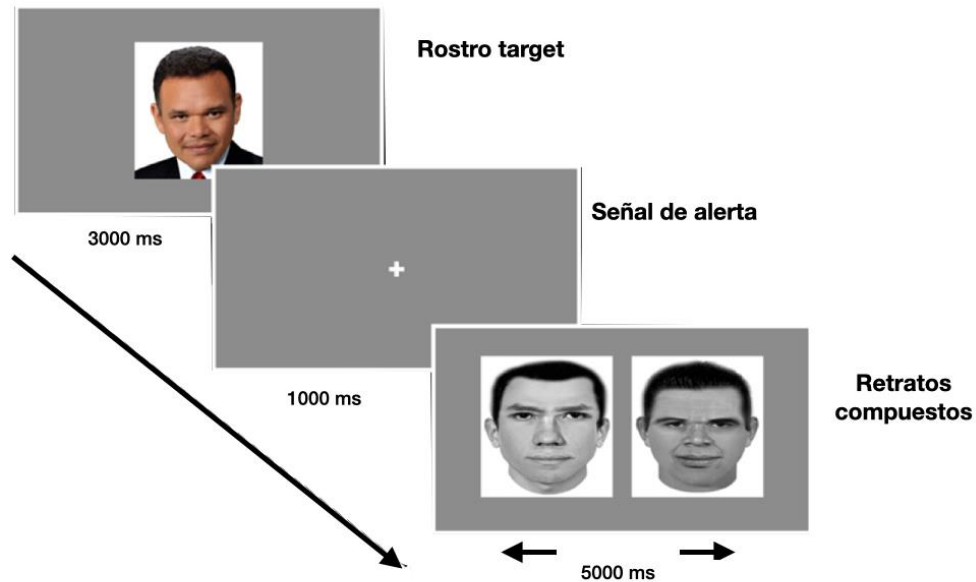 Rostro target
3000 ms
Señal de alerta
1000 ms
Retratos
compuestos
5000 ms